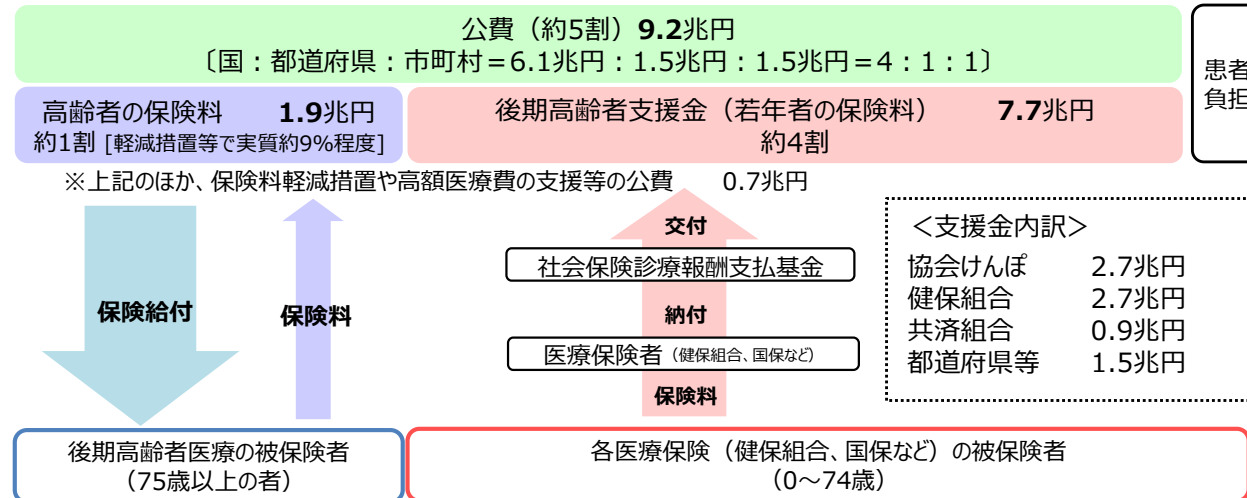 公費（約5割）9.2兆円
〔国：都道府県：市町村＝6.1兆円：1.5兆円：1.5兆円＝4：1：1〕
患者
負担
高齢者の保険料　1.9兆円
約1割 [軽減措置等で実質約9%程度]
後期高齢者支援金（若年者の保険料）　7.7兆円
約4割
※上記のほか、保険料軽減措置や高額医療費の支援等の公費　0.7兆円
交付
社会保険診療報酬支払基金
納付
医療保険者（健保組合、国保など）
保険料
保険給付
保険料
＜支援金内訳＞
協会けんぽ　2.7兆円
健保組合　2.7兆円
共済組合　0.9兆円
都道府県等　1.5兆円
後期高齢者医療の被保険者
（75歳以上の者）
各医療保険（健保組合、国保など）の被保険者
（0～74歳）